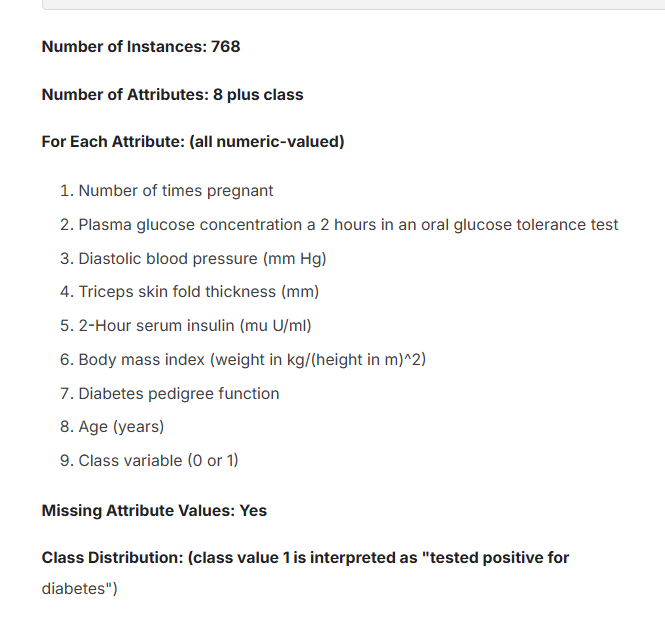 Number of Instances: 768
Number of Attributes: 8 plus class
For Each Attribute: (all numeric-valued)
1. Number of times pregnant
2. Plasma glucose concentration a 2 hours in an oral glucose tolerance test
3. Diastolic blood pressure (mm Hg)
4. Triceps skin fold thickness (mm)
5. 2-Hour serum insulin (mu U/ml)
6. Body mass index (weight in kg/(height in m)^2)
7. Diabetes pedigree function
8. Age (years)
9. Class variable (0 or 1)
Missing Attribute Values: Yes
Class Distribution: (class value 1 is interpreted as "tested positive for
diabetes")